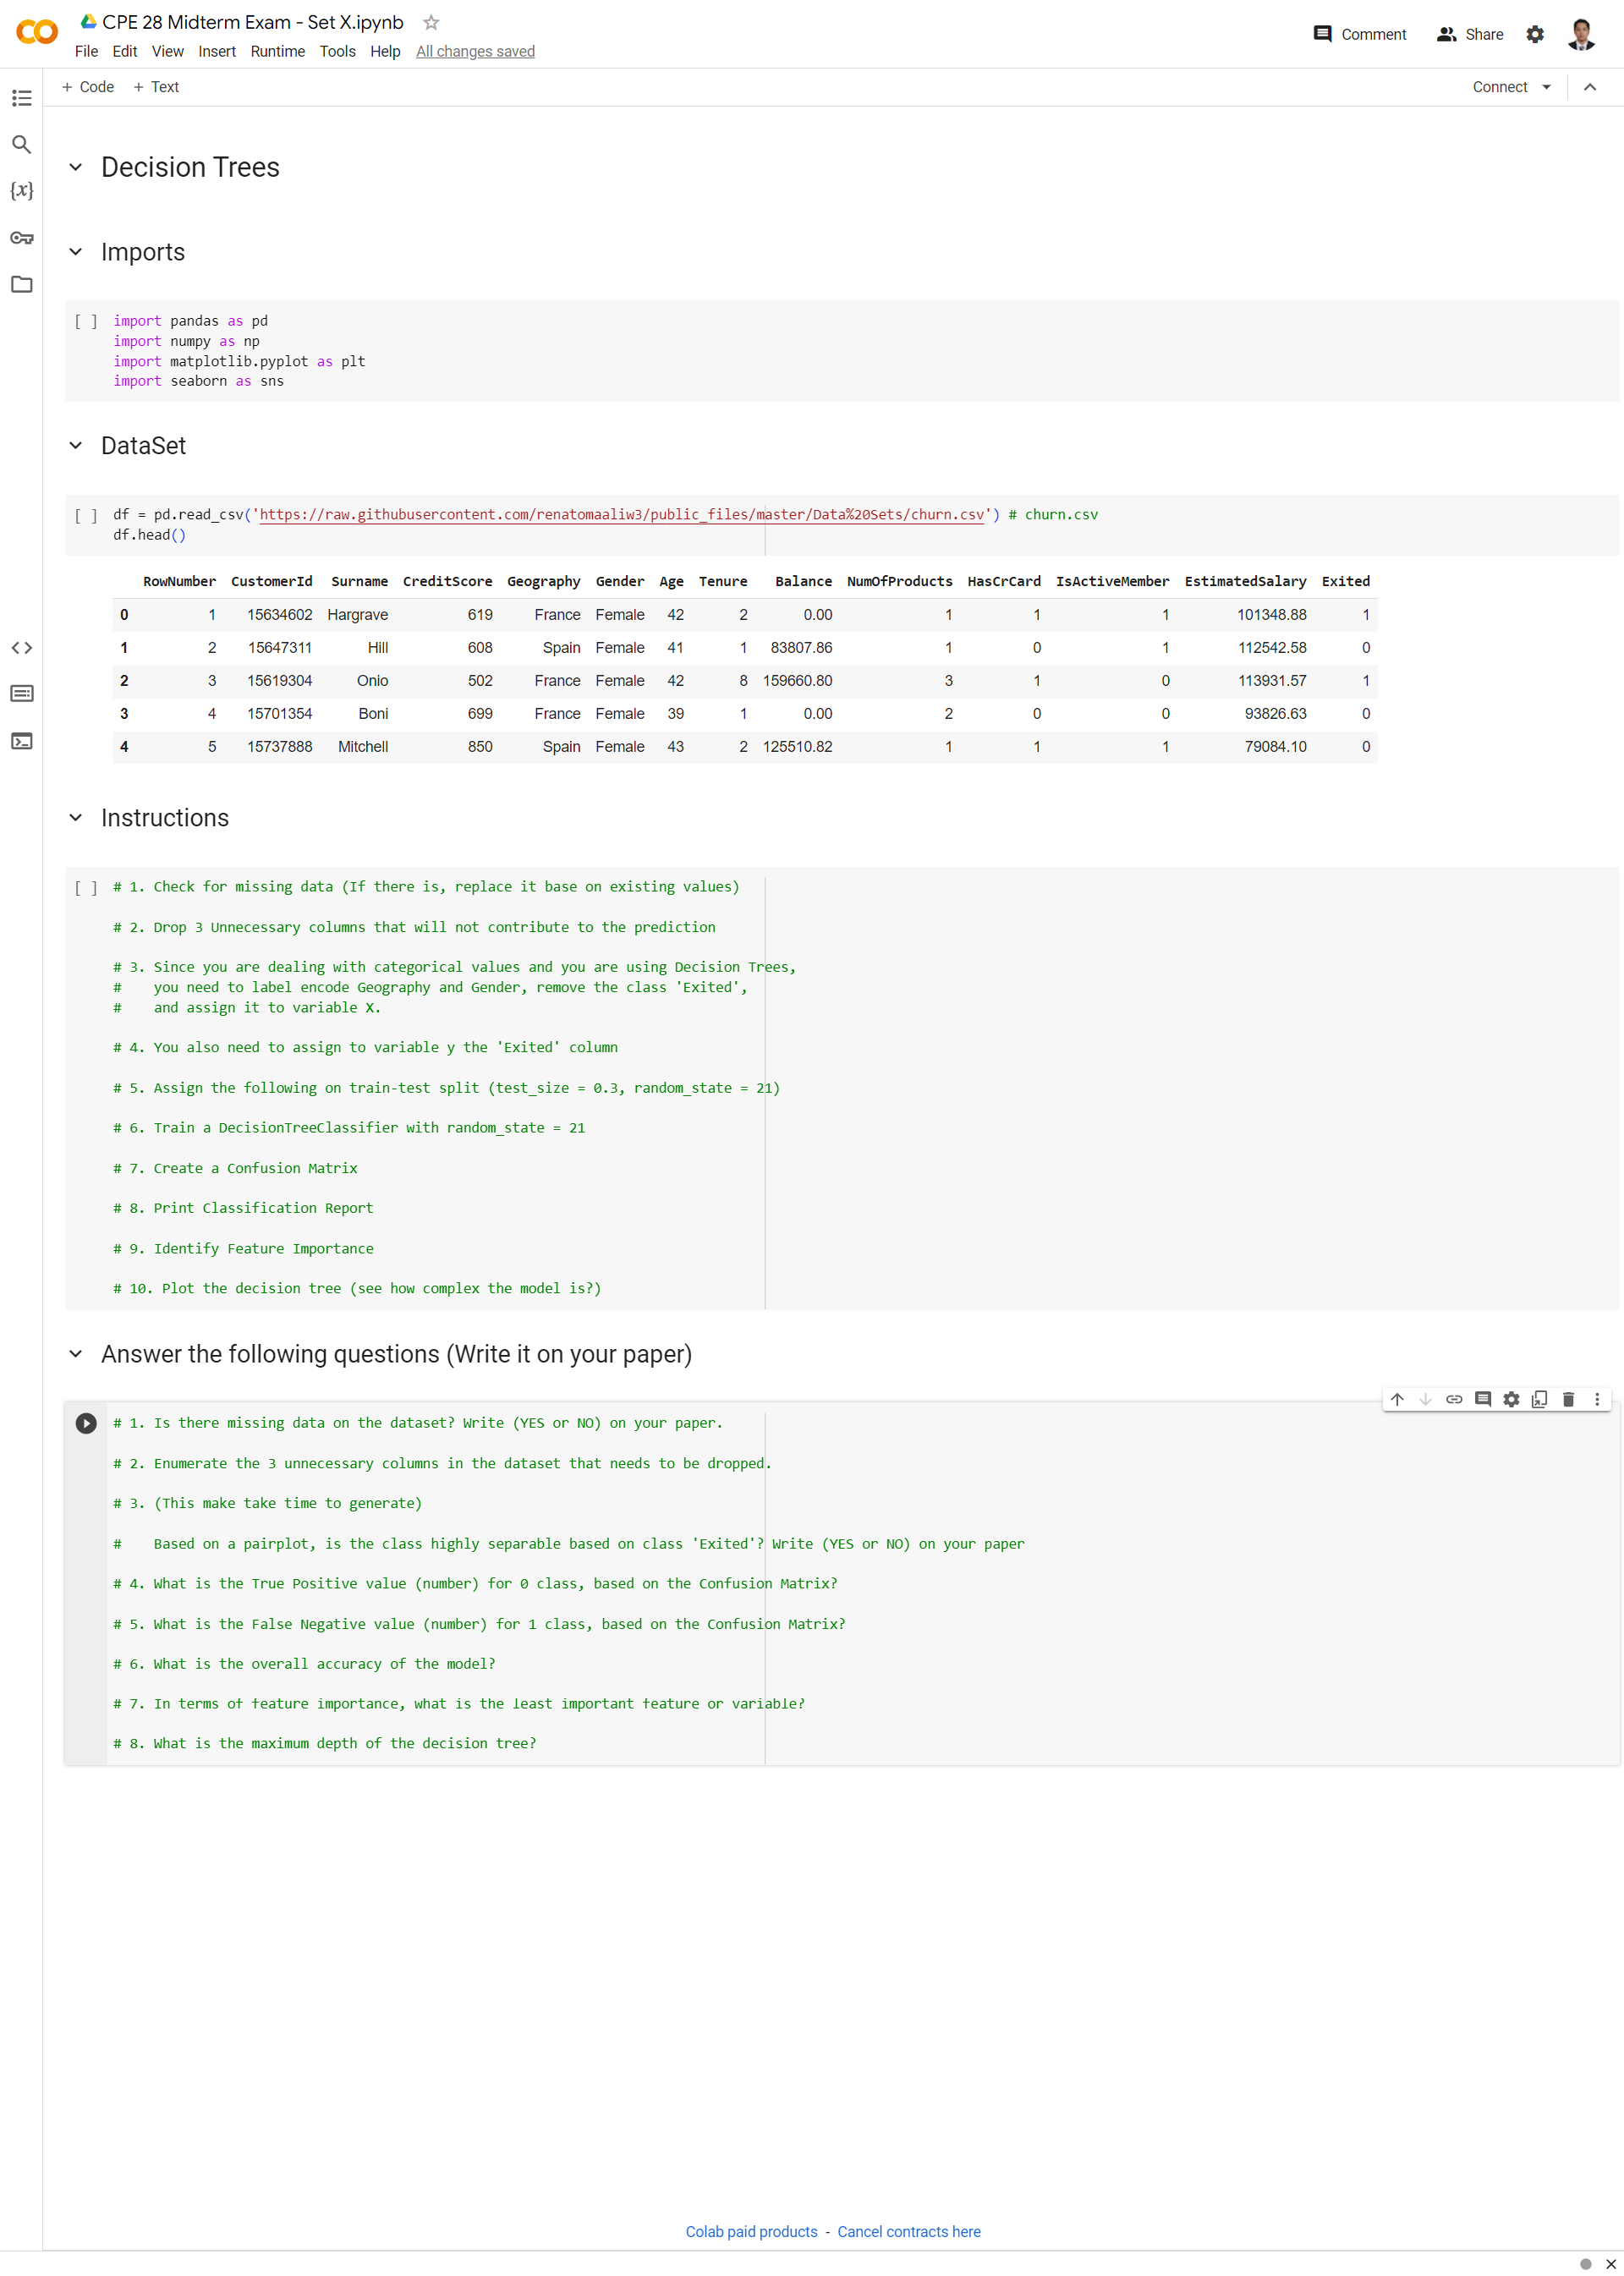 CPE 28 Midterm Exam - Set X.ipynb
File Edit View Insert Runtime Tools Help All changes saved
Comment Share
+ Code + Text
Connect
Decision Trees
Imports
[ ] import pandas as pd
import numpy as np
import matplotlib.pyplot as plt
import seaborn as sns
DataSet
[ ] df = pd.read_csv('https://raw.githubusercontent.com/renatomaaliw3/public_files/master/Data%20Sets/churn.csv') # churn.csv
df.head()
RowNumber CustomerId Surname CreditScore Geography Gender Age Tenure Balance NumOfProducts HasCrCard IsActiveMember EstimatedSalary Exited
0 1 15634602 Hargrave 619 France Female 42 2 0.00 1 1 1 101348.88 1
1 2 15647311 Hill 608 Spain Female 41 1 83807.86 1 0 1 112542.58 0
2 3 15619304 Onio 502 France Female 42 8 159660.80 3 1 0 113931.57 1
3 4 15701354 Boni 699 France Female 39 1 0.00 2 0 0 93826.63 0
4 5 15737888 Mitchell 850 Spain Female 43 2 125510.82 1 1 1 79084.10 0
Instructions
[ ] # 1. Check for missing data (If there is, replace it base on existing values)
# 2. Drop 3 Unnecessary columns that will not contribute to the prediction
# 3. Since you are dealing with categorical values and you are using Decision Trees,
# you need to label encode Geography and Gender, remove the class 'Exited',
# and assign it to variable X.
# 4. You also need to assign to variable y the 'Exited' column
# 5. Assign the following on train-test split (test_size = 0.3, random_state = 21)
# 6. Train a DecisionTreeClassifier with random_state = 21
# 7. Create a Confusion Matrix
# 8. Print Classification Report
# 9. Identify Feature Importance
# 10. Plot the decision tree (see how complex the model is?)
Answer the following questions (Write it on your paper)
# 1. Is there missing data on the dataset? Write (YES or NO) on your paper.
# 2. Enumerate the 3 unnecessary columns in the dataset that needs to be dropped.
# 3. (This make take time to generate)
# Based on a pairplot, is the class highly separable based on class 'Exited'? Write (YES or NO) on your paper
# 4. What is the True Positive value (number) for 0 class, based on the Confusion Matrix?
# 5. What is the False Negative value (number) for 1 class, based on the Confusion Matrix?
# 6. What is the overall accuracy of the model?
# 7. In terms of feature importance, what is the least important feature or variable?
# 8. What is the maximum depth of the decision tree?
Colab paid products - Cancel contracts here